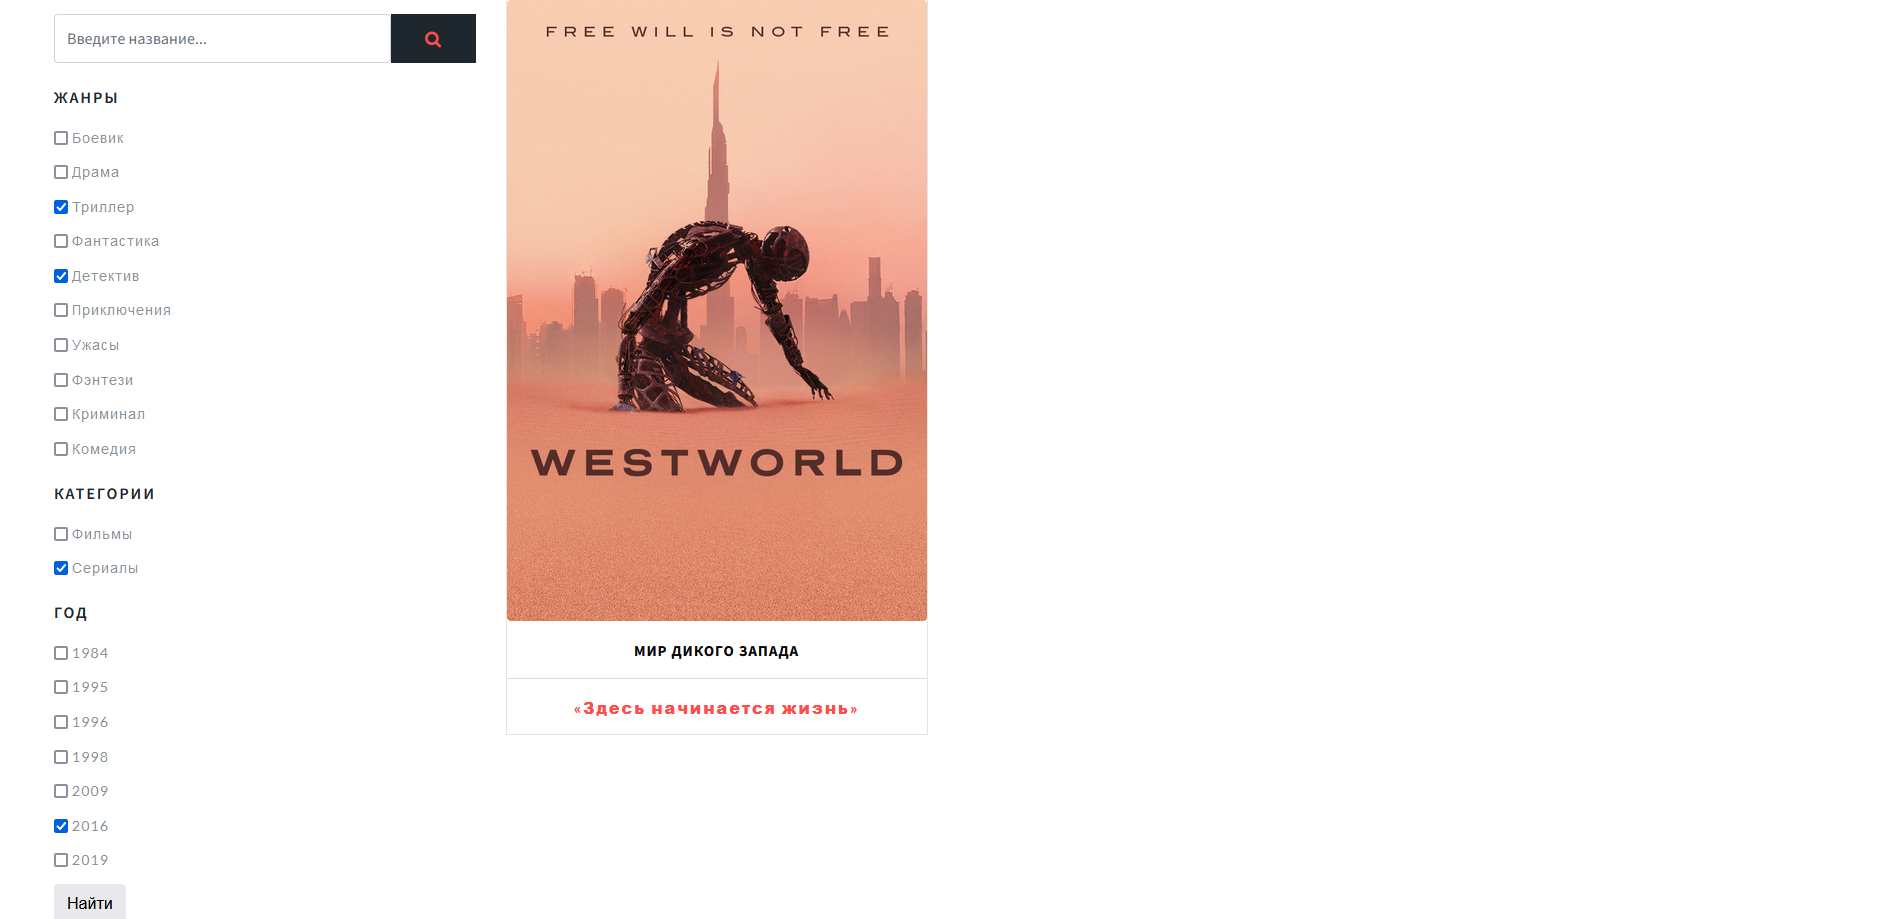 Введите название...
ЖАНРЫ
Боевик
Драма
Триллер
Фантастика
Детектив
Приключения
Ужасы
Фэнтези
Криминал
Комедия
КАТЕГОРИИ
Фильмы
Сериалы
ГОД
1984
1995
1996
1998
2009
2016
2019
Найти
FREE WILL IS NOT FREE
WESTWORLD
МИР ДИКОГО ЗАПАДА
«Здесь начинается жизнь»